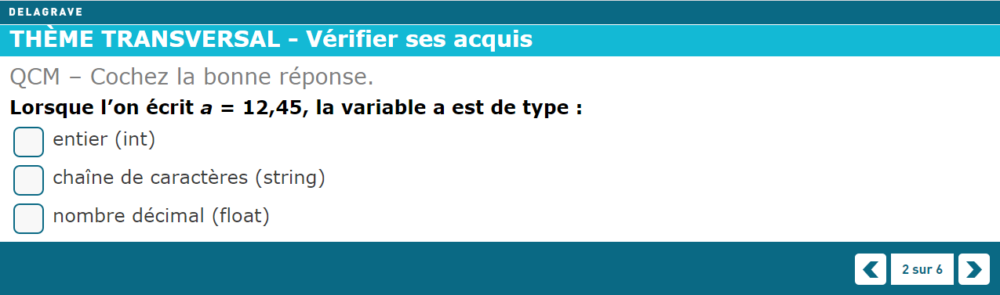 DELAGRAVE
THÈME TRANSVERSAL – Vérifier ses acquis
QCM – Cochez la bonne réponse.
Lorsque l’on écrit a = 12,45, la variable a est de type :
entier (int)
chaîne de caractères (string)
nombre décimal (float)
2 sur 6